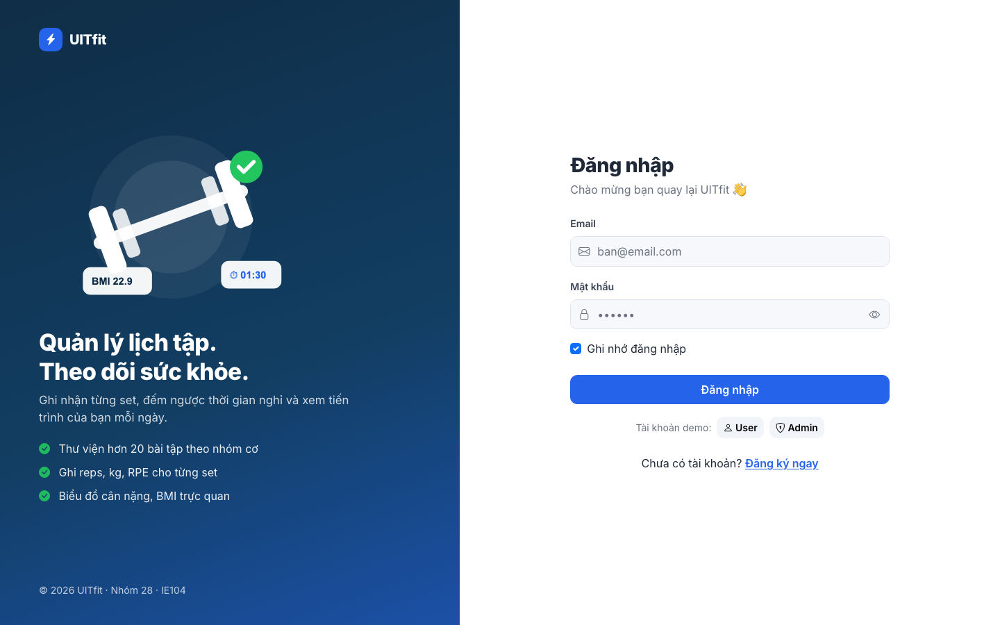 UITfit
BMI 22.9
⏱ 01:30
Quản lý lịch tập.
Theo dõi sức khỏe.
Ghi nhận từng set, đếm ngược thời gian nghỉ và xem tiến
trình của bạn mỗi ngày.
Thư viện hơn 20 bài tập theo nhóm cơ
Ghi reps, kg, RPE cho từng set
Biểu đồ cân nặng, BMI trực quan
© 2026 UITfit · Nhóm 28 · IE104
Đăng nhập
Chào mừng bạn quay lại UITfit 👋
Email
ban@email.com
Mật khẩu
••••••
Ghi nhớ đăng nhập
Đăng nhập
Tài khoản demo: User Admin
Chưa có tài khoản? Đăng ký ngay